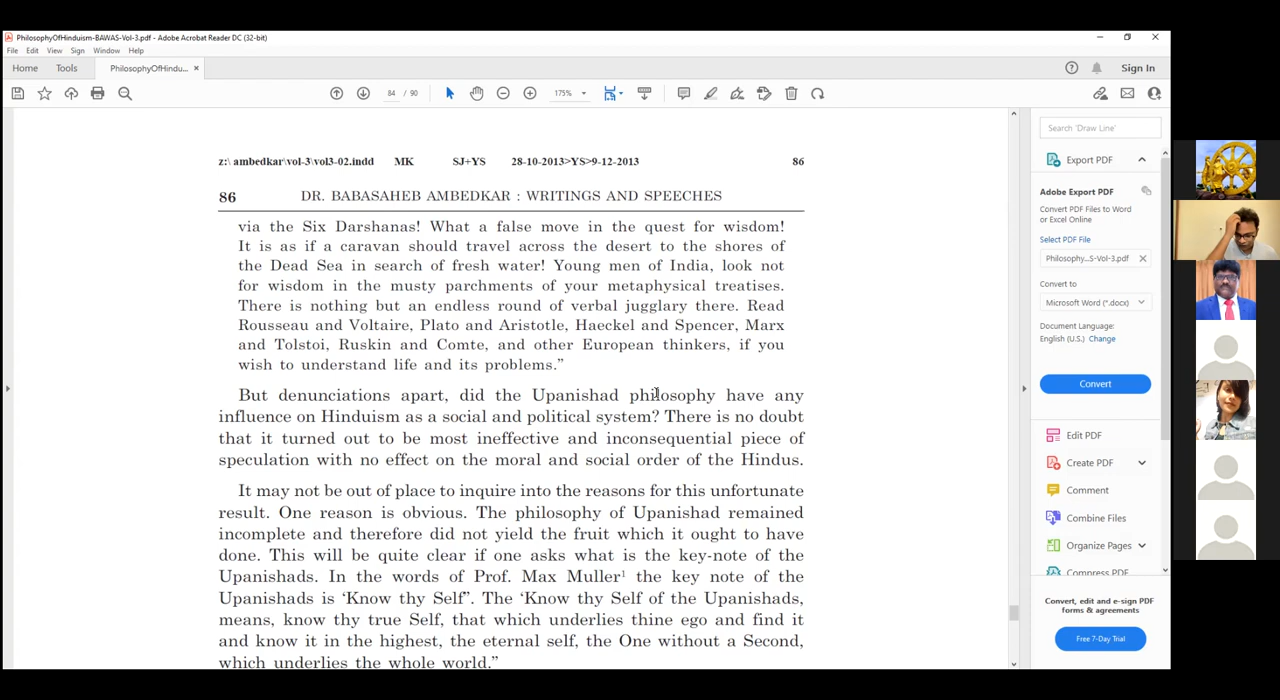 PhilosophyOfHinduism-BAWAS-Vol-3.pdf - Adobe Acrobat Reader DC (32-bit)
File Edit View Sign Window Help
Home Tools PhilosophyOfHindu... × Sign In
84 / 90 175%
z:\ ambedkar\vol-3\vol3-02.indd MK SJ+YS 28-10-2013>YS>9-12-2013 86
86 DR. BABASAHEB AMBEDKAR : WRITINGS AND SPEECHES
via the Six Darshanas! What a false move in the quest for wisdom!
It is as if a caravan should travel across the desert to the shores of
the Dead Sea in search of fresh water! Young men of India, look not
for wisdom in the musty parchments of your metaphysical treatises.
There is nothing but an endless round of verbal jugglary there. Read
Rousseau and Voltaire, Plato and Aristotle, Haeckel and Spencer, Marx
and Tolstoi, Ruskin and Comte, and other European thinkers, if you
wish to understand life and its problems.”
But denunciations apart, did the Upanishad philosophy have any
influence on Hinduism as a social and political system? There is no doubt
that it turned out to be most ineffective and inconsequential piece of
speculation with no effect on the moral and social order of the Hindus.
It may not be out of place to inquire into the reasons for this unfortunate
result. One reason is obvious. The philosophy of Upanishad remained
incomplete and therefore did not yield the fruit which it ought to have
done. This will be quite clear if one asks what is the key-note of the
Upanishads. In the words of Prof. Max Muller¹ the key note of the
Upanishads is ‘Know thy Self”. The ‘Know thy Self of the Upanishads,
means, know thy true Self, that which underlies thine ego and find it
and know it in the highest, the eternal self, the One without a Second,
which underlies the whole world.”
Search 'Draw Line'
Export PDF
Adobe Export PDF
Convert PDF Files to Word
or Excel Online
Select PDF File
Philosophy...S-Vol-3.pdf
Convert to
Microsoft Word (*.docx)
Document Language:
English (U.S.) Change
Convert
Edit PDF
Create PDF
Comment
Combine Files
Organize Pages
Compress PDF
Convert, edit and e-sign PDF
forms & agreements
Free 7-Day Trial